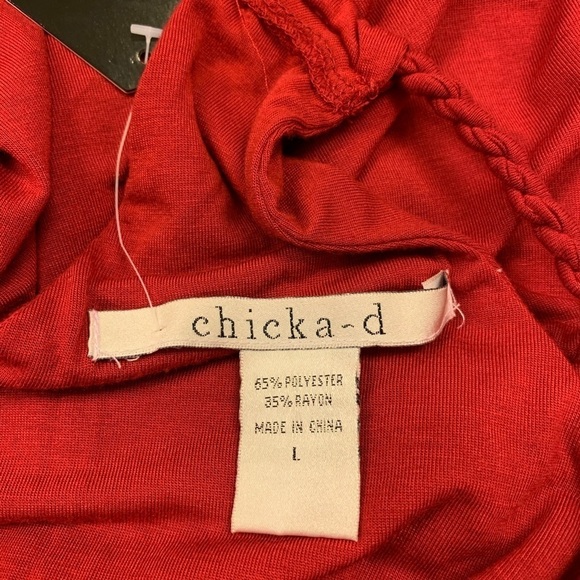 chicka~d
65% POLYESTER
35% RAYON
MADE IN CHINA
L